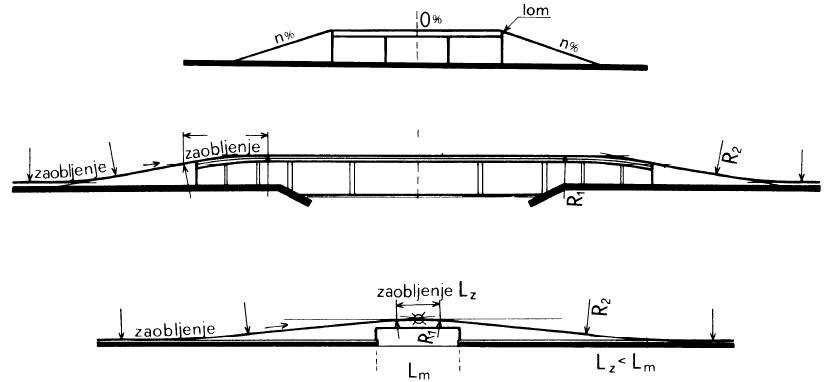 lom
0%
n%
n%
zaobljenje
zaobljenje
R2
R1
zaobljenje Lz
zaobljenje
R2
R1
Lm
Lz < Lm